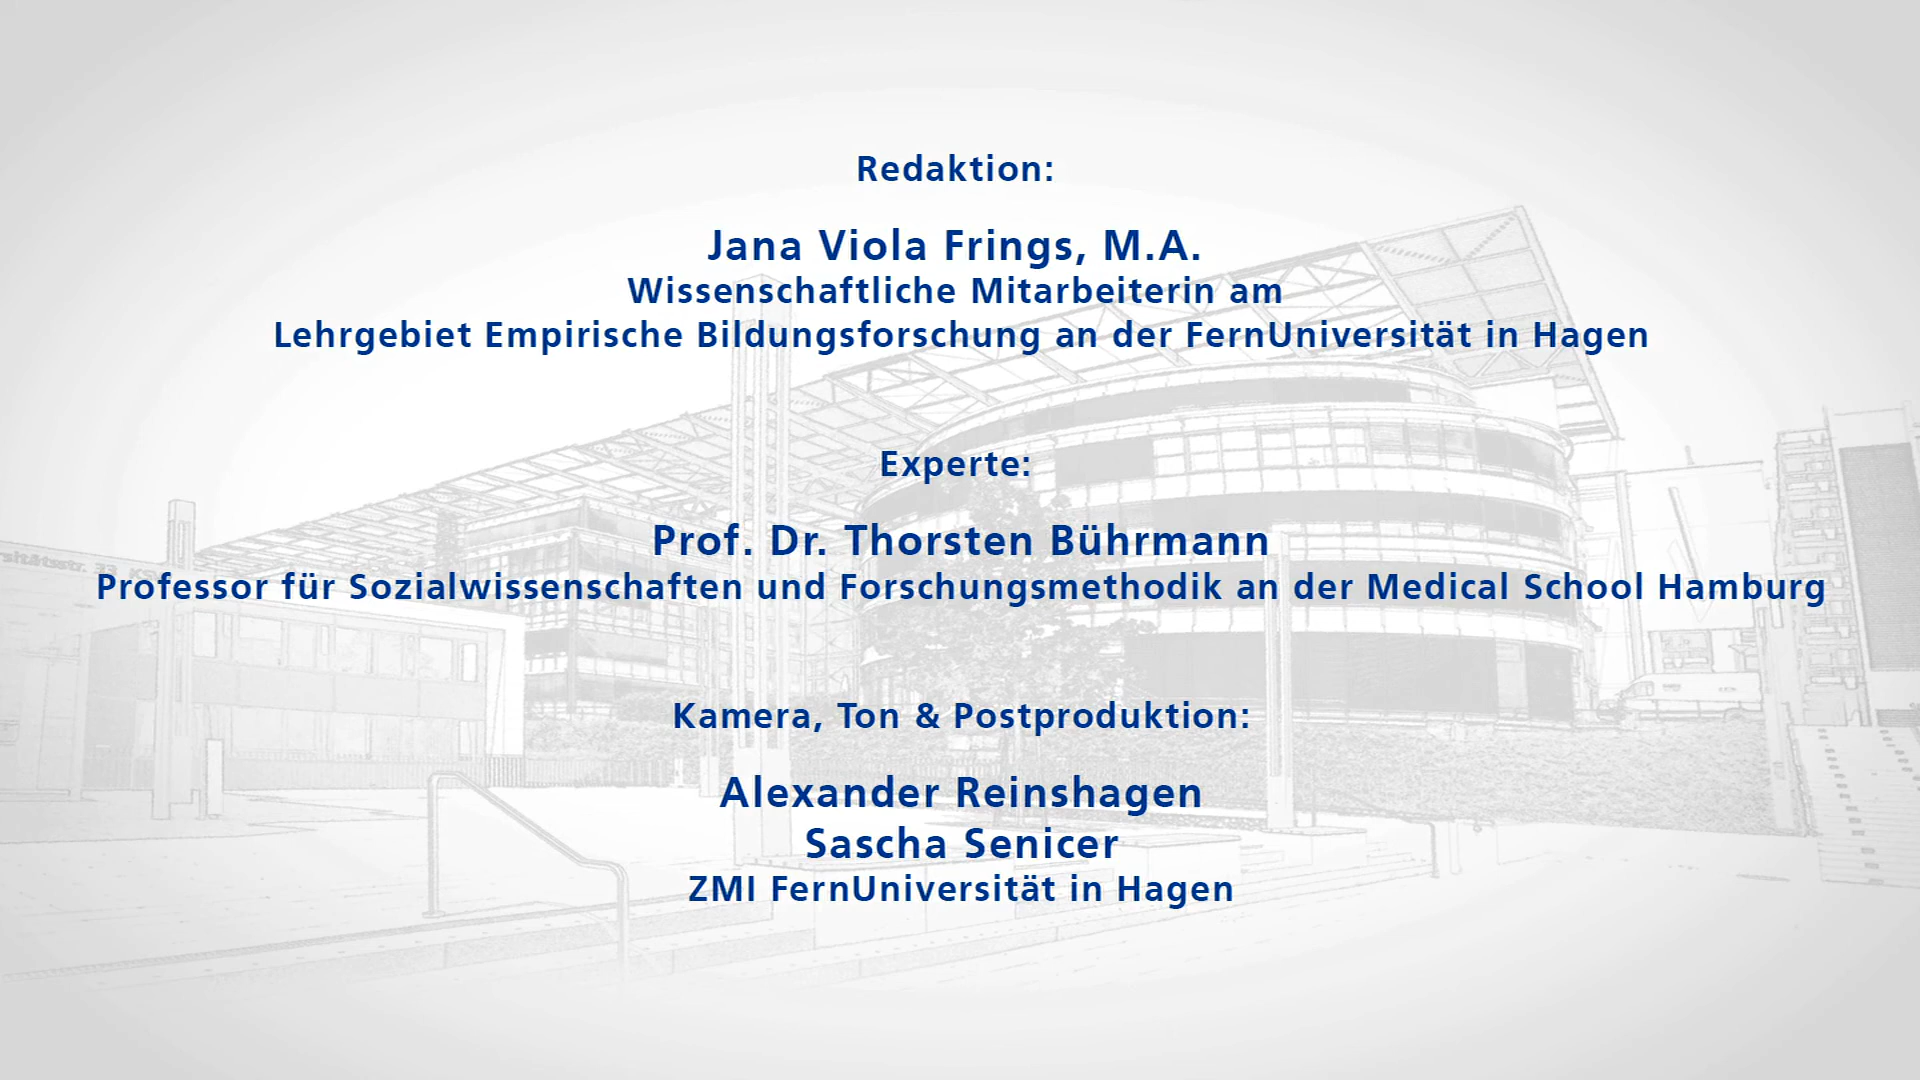 Redaktion:
Jana Viola Frings, M.A.
Wissenschaftliche Mitarbeiterin am
Lehrgebiet Empirische Bildungsforschung an der FernUniversität in Hagen
Experte:
Prof. Dr. Thorsten Bührmann
Professor für Sozialwissenschaften und Forschungsmethodik an der Medical School Hamburg
Kamera, Ton & Postproduktion:
Alexander Reinshagen
Sascha Senicer
ZMI FernUniversität in Hagen